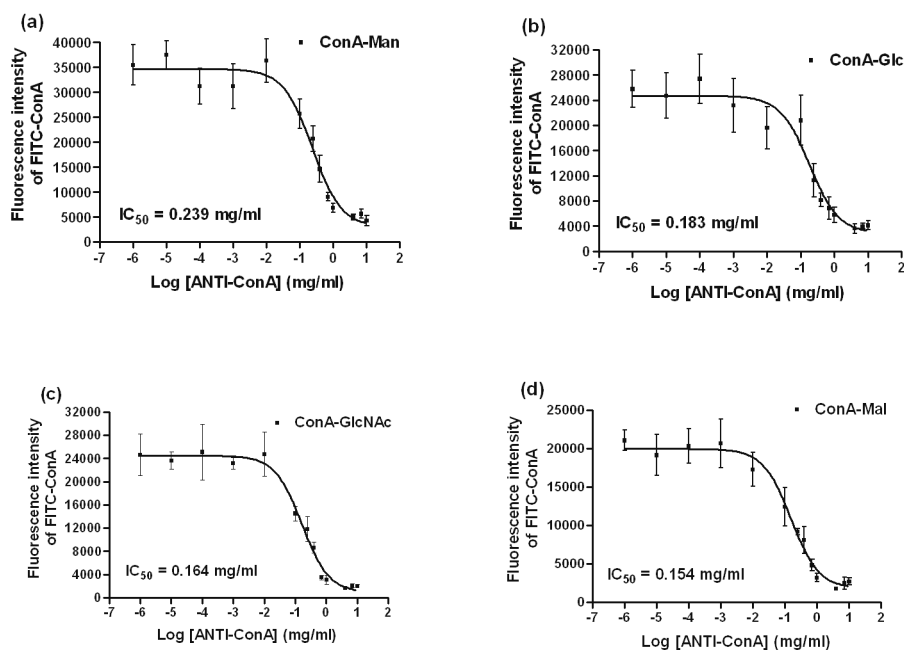 (a)
ConA-Man
40000
35000
30000
25000
20000
15000
10000
5000
0
Fluorescence intensity
of FITC-ConA
IC50 = 0.239 mg/ml
-7 -6 -5 -4 -3 -2 -1 0 1 2
Log [ANTI-ConA] (mg/ml)
(b)
ConA-Glc
32000
28000
24000
20000
16000
12000
8000
4000
0
Fluorescence intensity
of FITC-ConA
IC50 = 0.183 mg/ml
-7 -6 -5 -4 -3 -2 -1 0 1 2
Log [ANTI-ConA] (mg/ml)
(c)
ConA-GlcNAc
32000
28000
24000
20000
16000
12000
8000
4000
0
Fluorescence intensity
of FITC-ConA
IC50 = 0.164 mg/ml
-7 -6 -5 -4 -3 -2 -1 0 1 2
Log [ANTI-ConA] (mg/ml)
(d)
ConA-Mal
25000
20000
15000
10000
5000
0
Fluorescence intensity
of FITC-ConA
IC50 = 0.154 mg/ml
-7 -6 -5 -4 -3 -2 -1 0 1 2
Log [ANTI-ConA] (mg/ml)